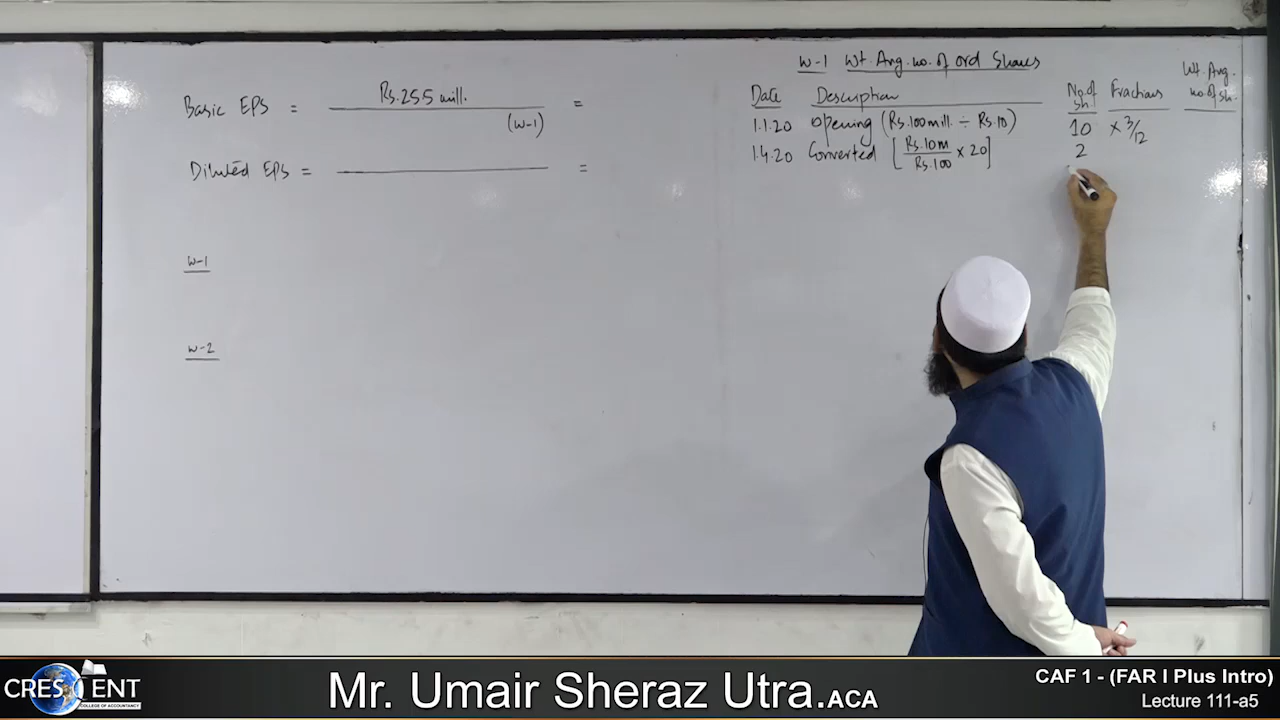 Basic EPS = Rs.255 mill. / (W-1) =
Diluted EPS = =
W-1
W-2
W-1 Wt. Avg. no. of ord Shares
Date Description No. of Sh. Fractions Wt. Avg. no. of sh.
1.1.20 Opening (Rs.100 mill. ÷ Rs.10) 10 × 3/12
1.4.20 Converted [Rs.10m / Rs.100 × 20] 2
CRESCENT
COLLEGE OF ACCOUNTANCY
Mr. Umair Sheraz Utra.ACA
CAF 1 - (FAR I Plus Intro)
Lecture 111-a5